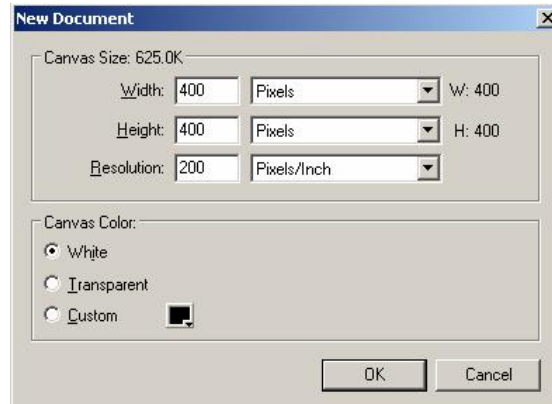 New Document
Canvas Size: 625.0K
Width: 400 Pixels W: 400
Height: 400 Pixels H: 400
Resolution: 200 Pixels/Inch
Canvas Color:
White
Transparent
Custom
OK Cancel